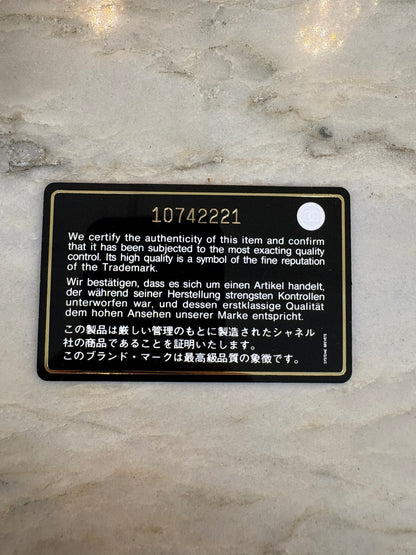 10742221
We certify the authenticity of this item and confirm
that it has been subjected to the most exacting quality
control. Its high quality is a symbol of the fine reputation
of the Trademark.
Wir bestätigen, dass es sich um einen Artikel handelt,
der während seiner Herstellung strengsten Kontrollen
unterworfen war, und dessen erstklassige Qualität
dem hohen Ansehen unserer Marke entspricht.
この製品は厳しい管理のもとに製造されたシャネル
社の商品であることを証明いたします。
このブランド・マークは最高級品質の象徴です。